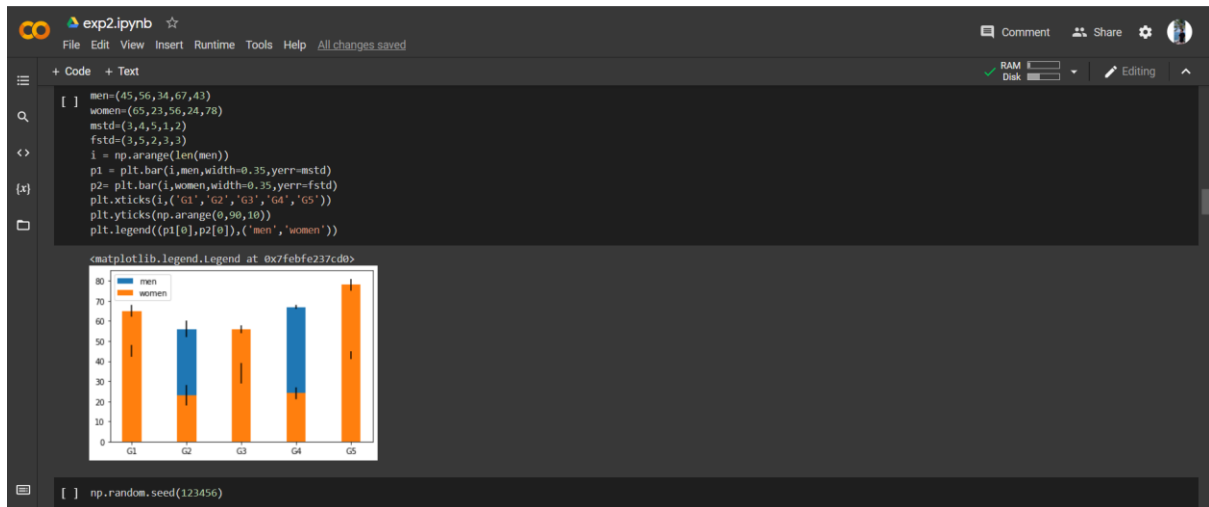 exp2.ipynb
Comment
Share
File Edit View Insert Runtime Tools Help All changes saved
+ Code + Text
RAM
Disk
Editing
[ ]
men=(45,56,34,67,43)
women=(65,23,56,24,78)
mstd=(3,4,5,1,2)
fstd=(3,5,2,3,3)
i = np.arange(len(men))
p1 = plt.bar(i,men,width=0.35,yerr=mstd)
p2= plt.bar(i,women,width=0.35,yerr=fstd)
plt.xticks(i,('G1','G2','G3','G4','G5'))
plt.yticks(np.arange(0,90,10))
plt.legend((p1[0],p2[0]),('men','women'))
{x}
<matplotlib.legend.Legend at 0x7febfe237cd0>
men
women
80
70
60
50
40
30
20
10
0
G1 G2 G3 G4 G5
[ ] np.random.seed(123456)